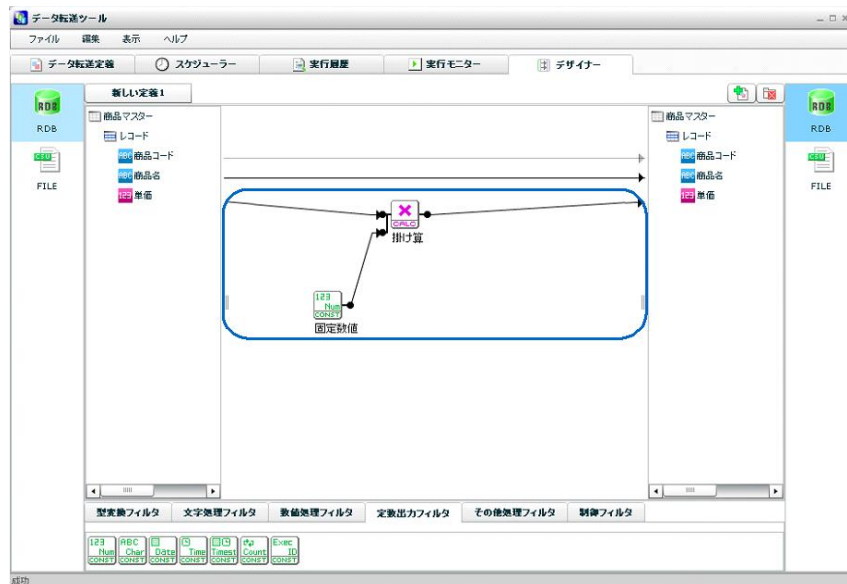 データ転送ツール
ファイル 編集 表示 ヘルプ
データ転送定義 スケジューラー 実行履歴 実行モニター デザイナー
新しい定義1
RDB
RDB
FILE
商品マスター
レコード
ABC 商品コード
ABC 商品名
123 単価
CALC
掛け算
123
Num
CONST
固定数値
商品マスター
レコード
ABC 商品コード
ABC 商品名
123 単価
RDB
RDB
FILE
型変換フィルタ 文字処理フィルタ 数値処理フィルタ 定数出力フィルタ その他処理フィルタ 制御フィルタ
123 ABC Exec
Num Char Date Time Timest Count ID
CONST CONST CONST CONST CONST CONST CONST
成功